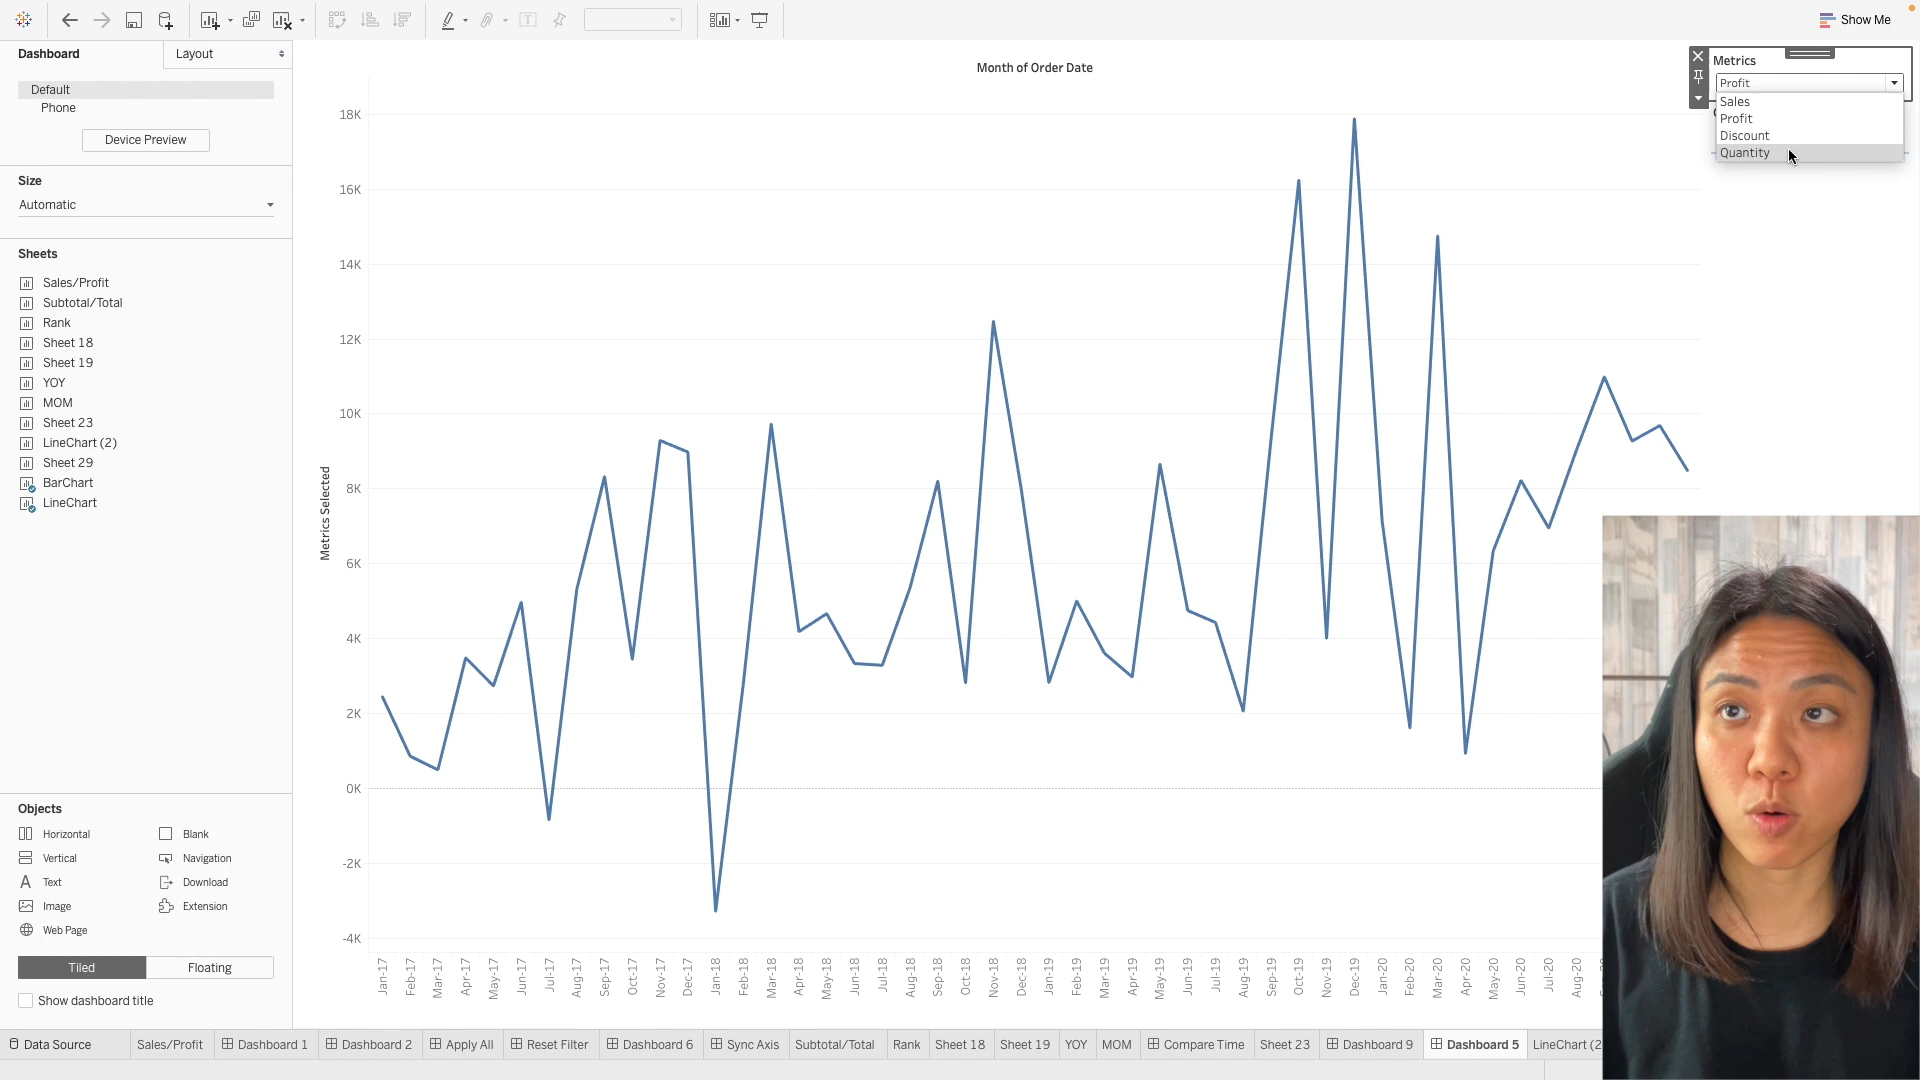 Show Me
Dashboard
Layout
Default
Phone
Device Preview
Size
Automatic
Sheets
Sales/Profit
Subtotal/Total
Rank
Sheet 18
Sheet 19
YOY
MOM
Sheet 23
LineChart (2)
Sheet 29
BarChart
LineChart
Objects
Horizontal
Blank
Vertical
Navigation
Text
Download
Image
Extension
Web Page
Tiled
Floating
Show dashboard title
Month of Order Date
Metrics Selected
18K
16K
14K
12K
10K
8K
6K
4K
2K
0K
-2K
-4K
Jan-17
Feb-17
Mar-17
Apr-17
May-17
Jun-17
Jul-17
Aug-17
Sep-17
Oct-17
Nov-17
Dec-17
Jan-18
Feb-18
Mar-18
Apr-18
May-18
Jun-18
Jul-18
Aug-18
Sep-18
Oct-18
Nov-18
Dec-18
Jan-19
Feb-19
Mar-19
Apr-19
May-19
Jun-19
Jul-19
Aug-19
Sep-19
Oct-19
Nov-19
Dec-19
Jan-20
Feb-20
Mar-20
Apr-20
May-20
Jun-20
Jul-20
Aug-20
Metrics
Profit
Sales
Profit
Discount
Quantity
Data Source
Sales/Profit
Dashboard 1
Dashboard 2
Apply All
Reset Filter
Dashboard 6
Sync Axis
Subtotal/Total
Rank
Sheet 18
Sheet 19
YOY
MOM
Compare Time
Sheet 23
Dashboard 9
Dashboard 5
LineChart (2